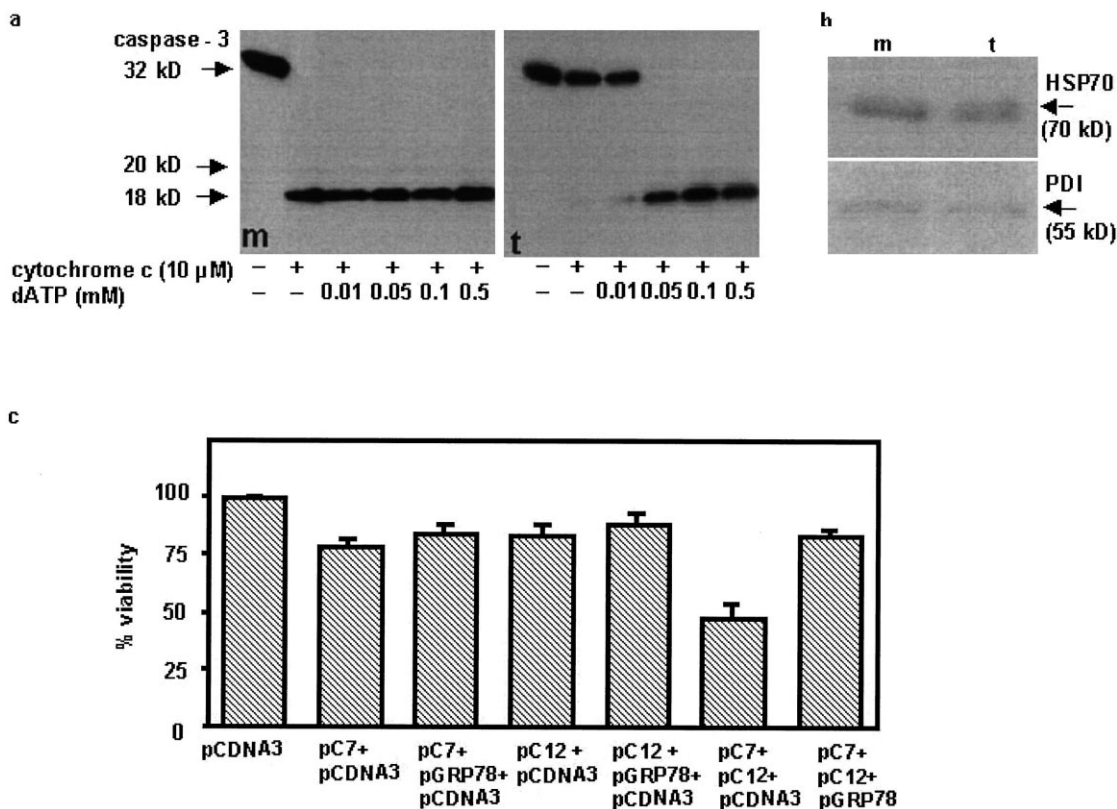 a
caspase - 3
32 kD
20 kD
18 kD
m
t
cytochrome c (10 µM) – + + + + + – + + + + +
dATP (mM) – – 0.01 0.05 0.1 0.5 – – 0.01 0.05 0.1 0.5
h
m t
HSP70
(70 kD)
PDI
(55 kD)
c
% viability
100
75
50
25
0
pCDNA3
pC7+
pCDNA3
pC7+
pGRP78+
pCDNA3
pC12 +
pCDNA3
pC12 +
pGRP78+
pCDNA3
pC7+
pC12+
pCDNA3
pC7+
pC12+
pGRP78